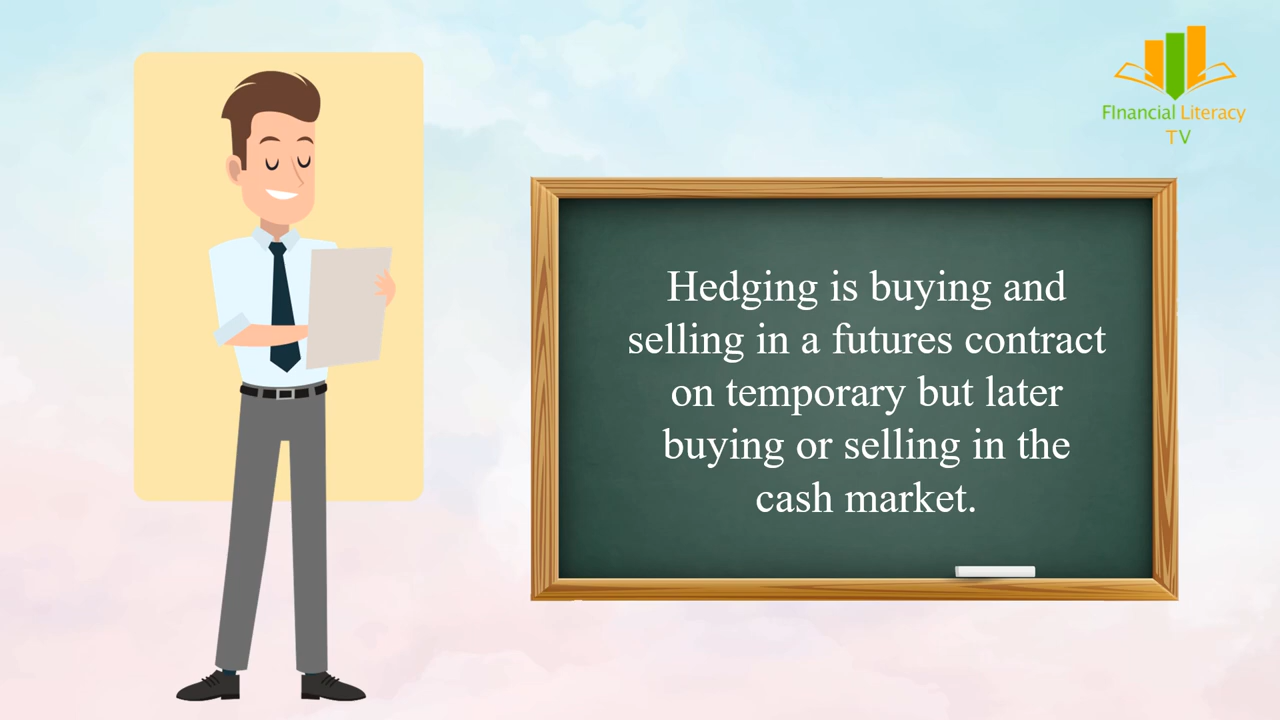 FInancial Literacy
TV
Hedging is buying and
selling in a futures contract
on temporary but later
buying or selling in the
cash market.